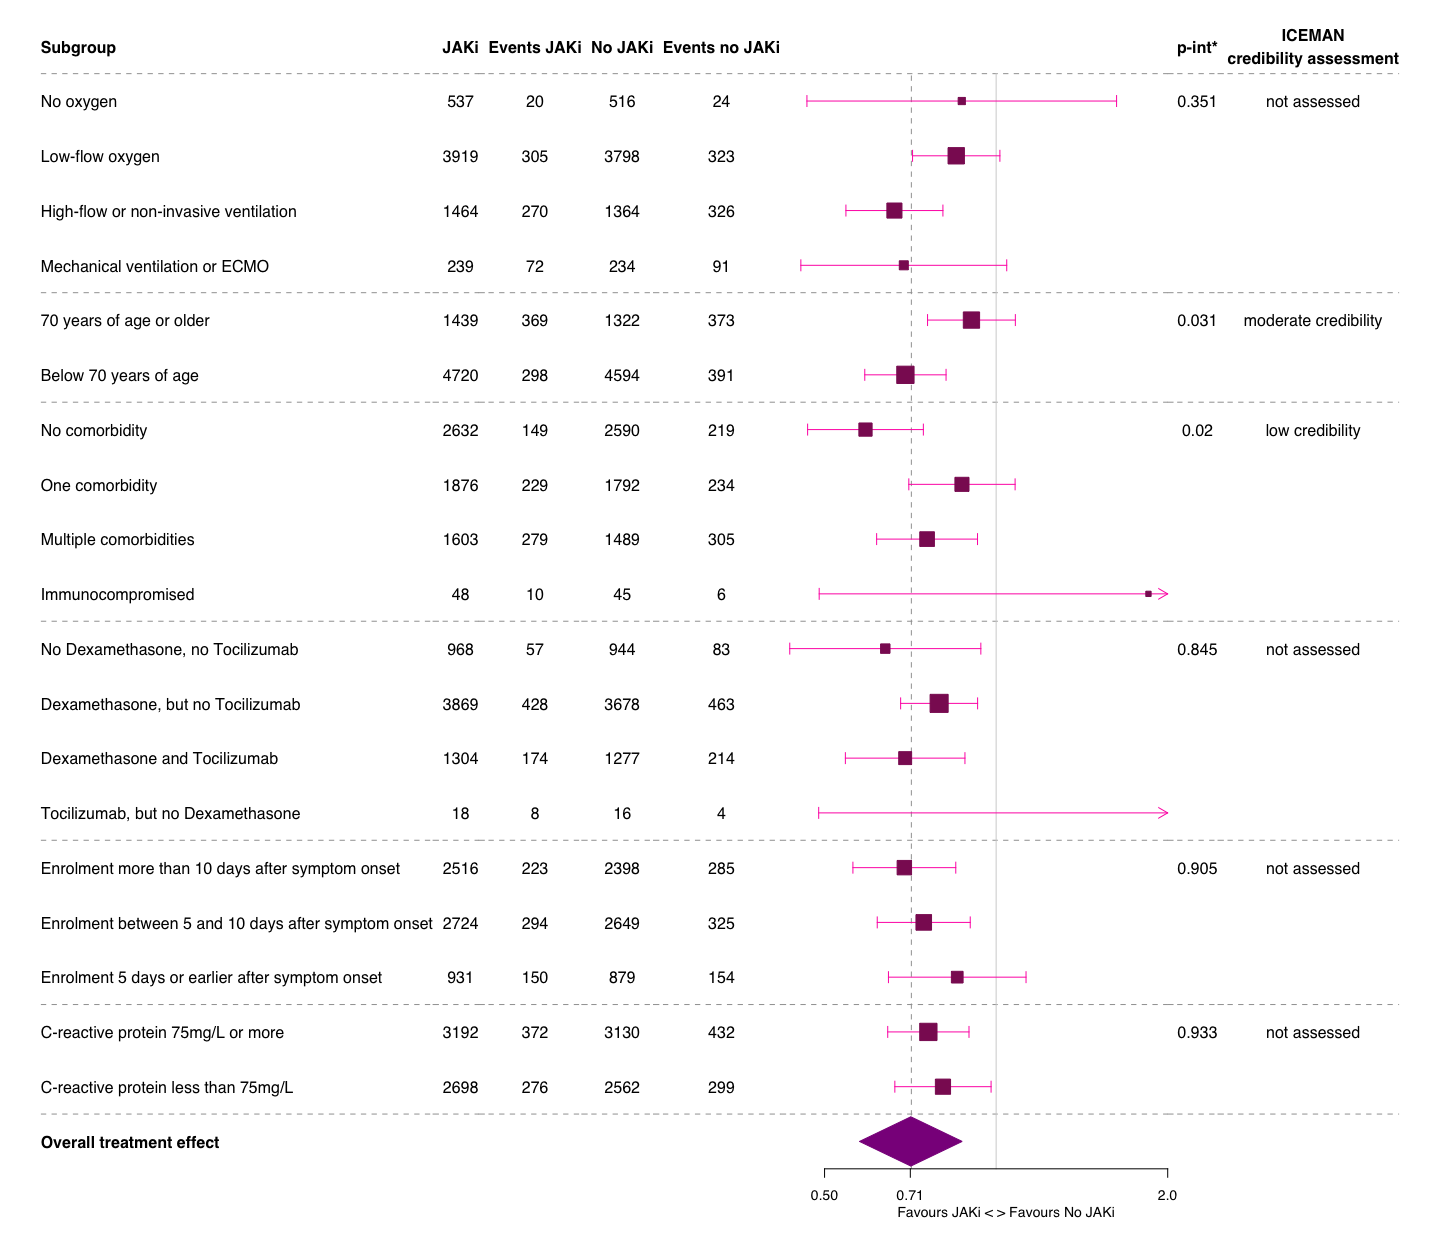 ICEMAN
Subgroup JAKi Events JAKi No JAKi Events no JAKi p-int* credibility assessment
No oxygen 537 20 516 24 0.351 not assessed
Low-flow oxygen 3919 305 3798 323
High-flow or non-invasive ventilation 1464 270 1364 326
Mechanical ventilation or ECMO 239 72 234 91
70 years of age or older 1439 369 1322 373 0.031 moderate credibility
Below 70 years of age 4720 298 4594 391
No comorbidity 2632 149 2590 219 0.02 low credibility
One comorbidity 1876 229 1792 234
Multiple comorbidities 1603 279 1489 305
Immunocompromised 48 10 45 6
No Dexamethasone, no Tocilizumab 968 57 944 83 0.845 not assessed
Dexamethasone, but no Tocilizumab 3869 428 3678 463
Dexamethasone and Tocilizumab 1304 174 1277 214
Tocilizumab, but no Dexamethasone 18 8 16 4
Enrolment more than 10 days after symptom onset 2516 223 2398 285 0.905 not assessed
Enrolment between 5 and 10 days after symptom onset 2724 294 2649 325
Enrolment 5 days or earlier after symptom onset 931 150 879 154
C-reactive protein 75mg/L or more 3192 372 3130 432 0.933 not assessed
C-reactive protein less than 75mg/L 2698 276 2562 299
Overall treatment effect
0.50 0.71 2.0
Favours JAKi < > Favours No JAKi